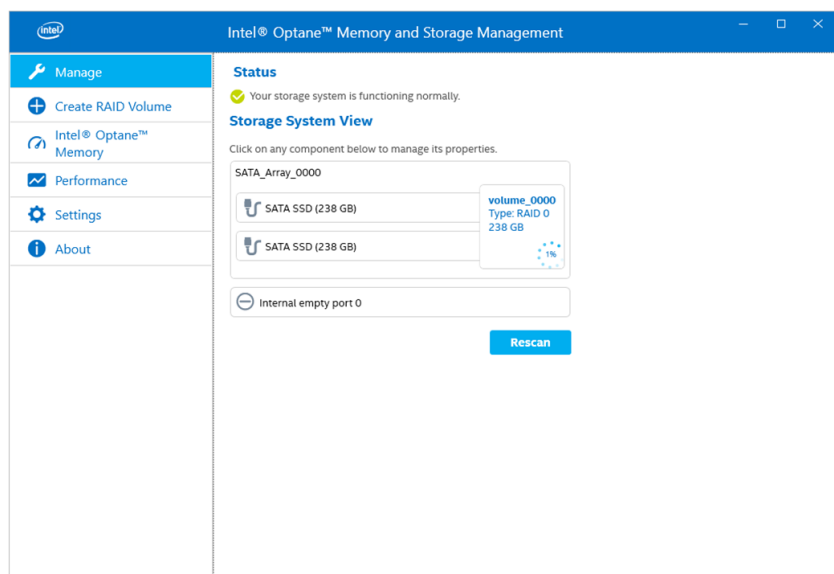 intel
Intel® Optane™ Memory and Storage Management
Manage
Create RAID Volume
Intel® Optane™
Memory
Performance
Settings
About
Status
Your storage system is functioning normally.
Storage System View
Click on any component below to manage its properties.
SATA_Array_0000
SATA SSD (238 GB)
SATA SSD (238 GB)
volume_0000
Type: RAID 0
238 GB
1%
Internal empty port 0
Rescan